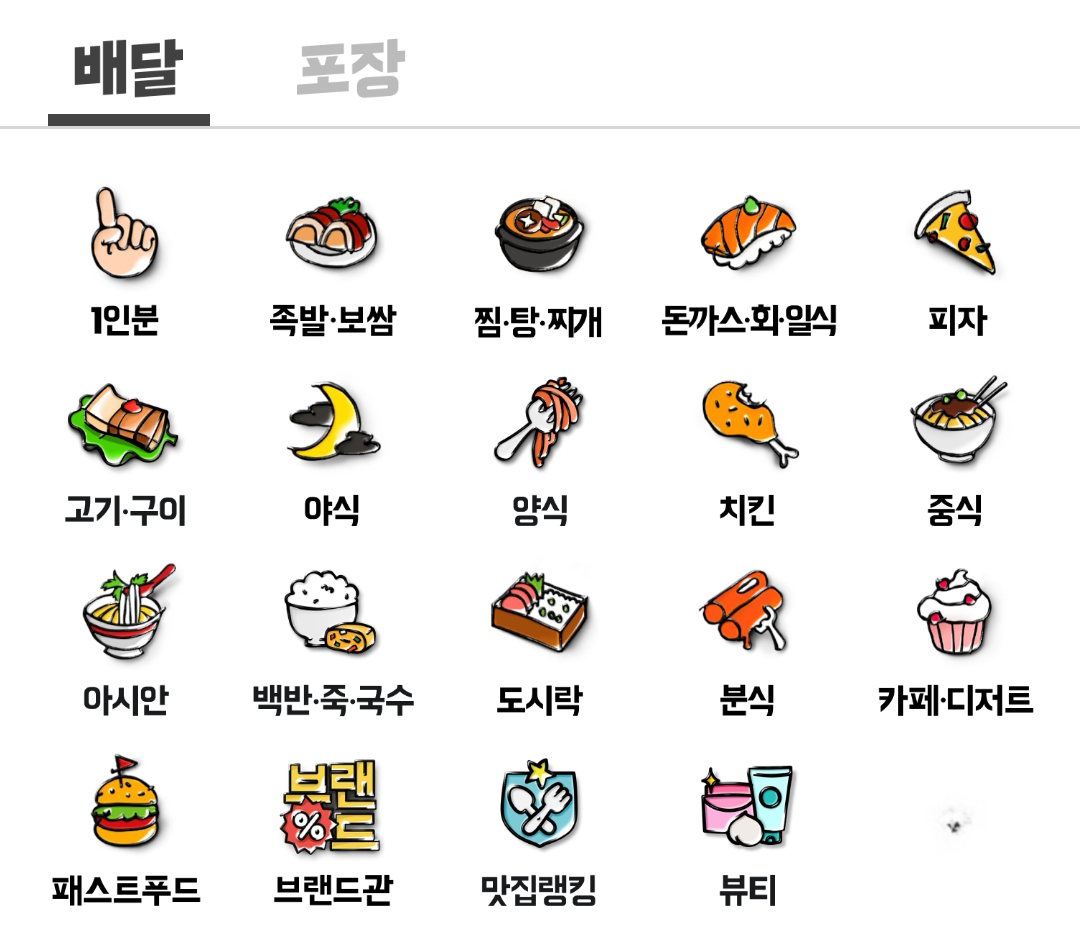 배달 포장
1인분 족발·보쌈 찜·탕·찌개 돈까스·회·일식 피자
고기·구이 야식 양식 치킨 중식
아시안 백반·죽·국수 도시락 분식 카페·디저트
브랜
% 드
패스트푸드 브랜드관 맛집랭킹 뷰티